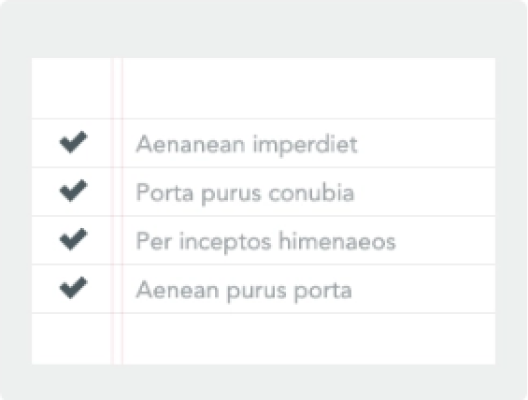 Aenanean imperdiet
Porta purus conubia
Per inceptos himenaeos
Aenean purus porta